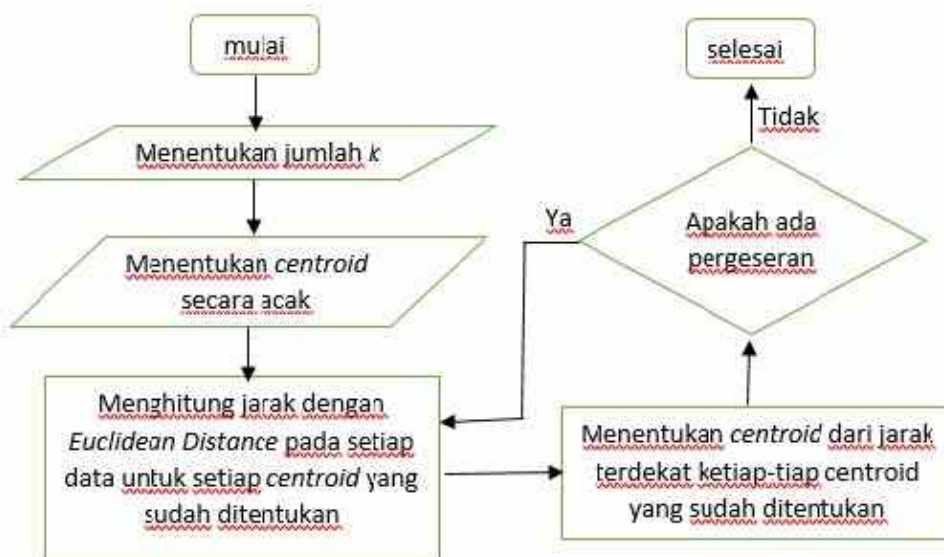 mulai
Menentukan jumlah k
Menentukan centroid
secara acak
Menghitung jarak dengan
Euclidean Distance pada setiap
data untuk setiap centroid yang
sudah ditentukan
Menentukan centroid dari jarak
terdekat ketiap-tiap centroid
yang sudah ditentukan
Apakah ada
pergeseran
Ya
Tidak
selesai